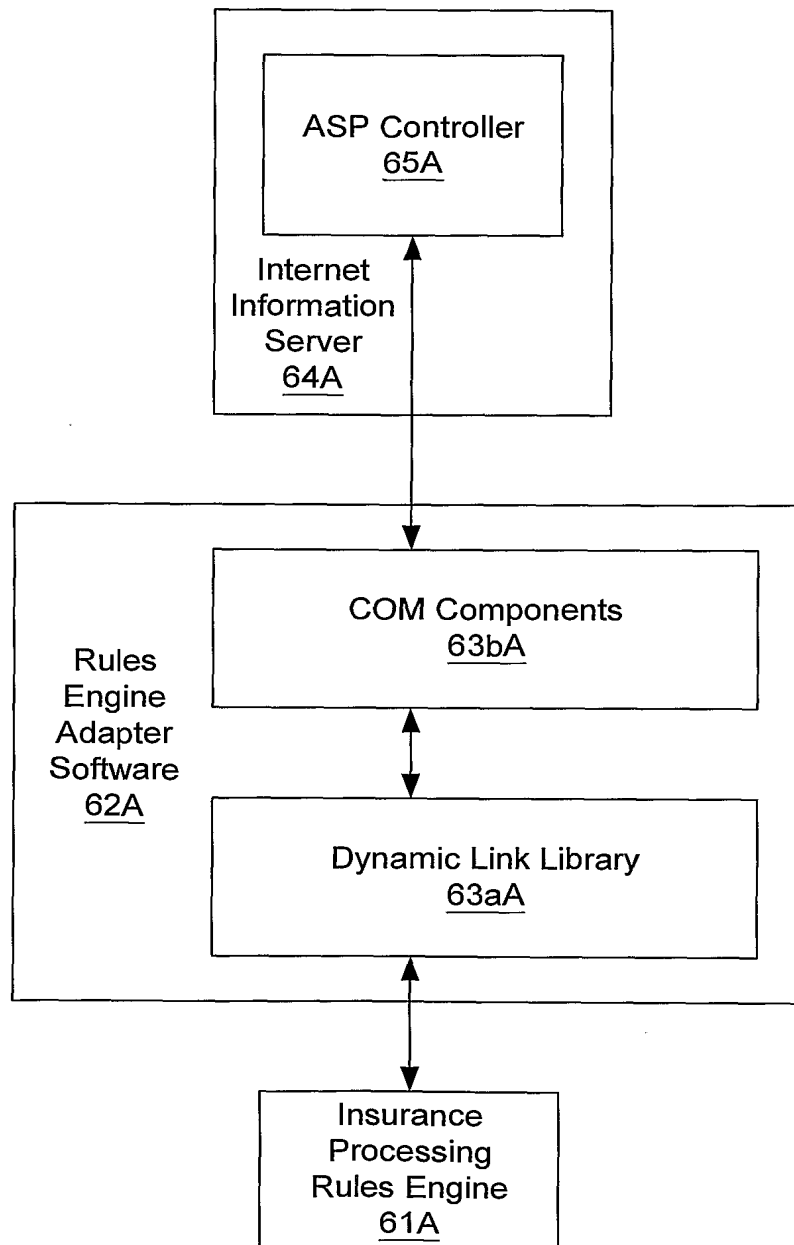 ASP Controller
65A
Internet
Information
Server
64A
COM Components
63bA
Rules
Engine
Adapter
Software
62A
Dynamic Link Library
63aA
Insurance
Processing
Rules Engine
61A